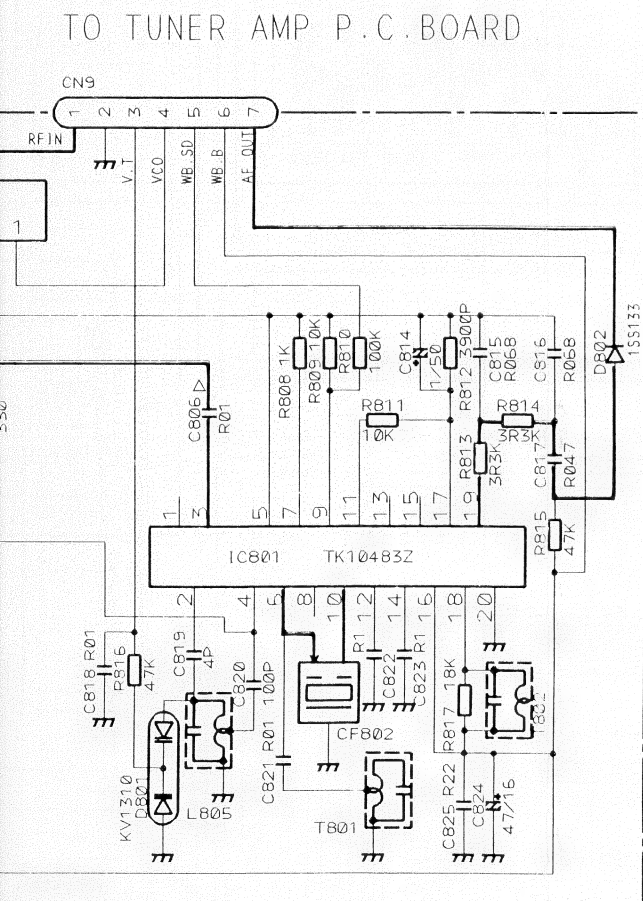 TO TUNER AMP P.C.BOARD
CN9
1 2 3 4 5 6 7
RFIN
V.T
VCO
WB.SD
WB.B
AF OUT
1
330
C806
R01
R808 1K
R809 10K
R810
100K
C814
1/50
R812 3900P
C815
R068
C816
R068
D802
1SS133
R811
10K
R813
3R3K
R814
3R3K
C817
R047
R815
47K
1 3 5 7 9 11 13 15 17 19
IC801 TK10483Z
2 4 6 8 10 12 14 16 18 20
C818 R01
R816
47K
C819
4P
C820
100P
R1
C822
R1
C823
R817 18K
T802
CF802
KV1310
D801
L805
C821 R01
T801
C825 R22
C824
47/16